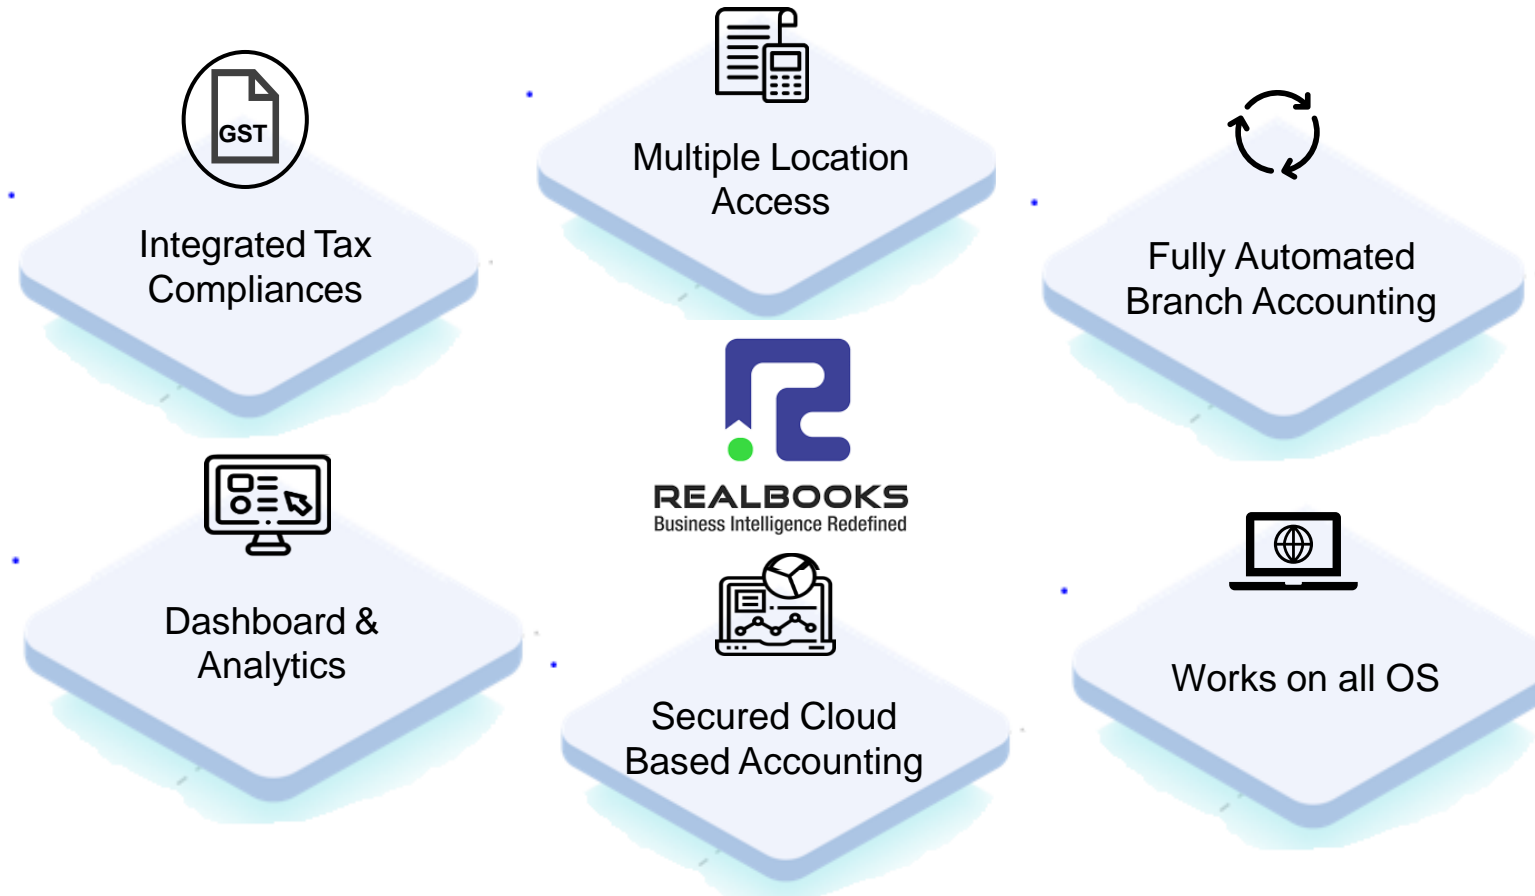 GST
Integrated Tax
Compliances
Multiple Location
Access
Fully Automated
Branch Accounting
REALBOOKS
Business Intelligence Redefined
Dashboard &
Analytics
Secured Cloud
Based Accounting
Works on all OS